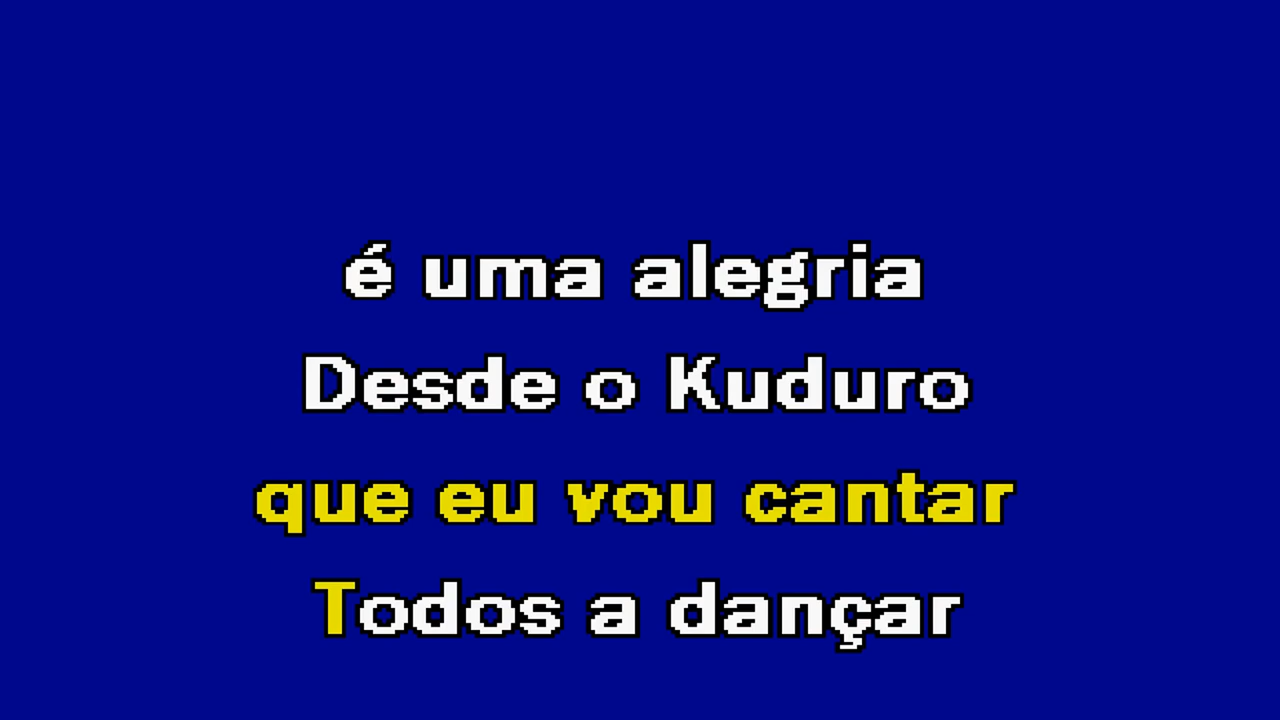 é uma alegria
Desde o Kuduro
que eu vou cantar
Todos a dançar